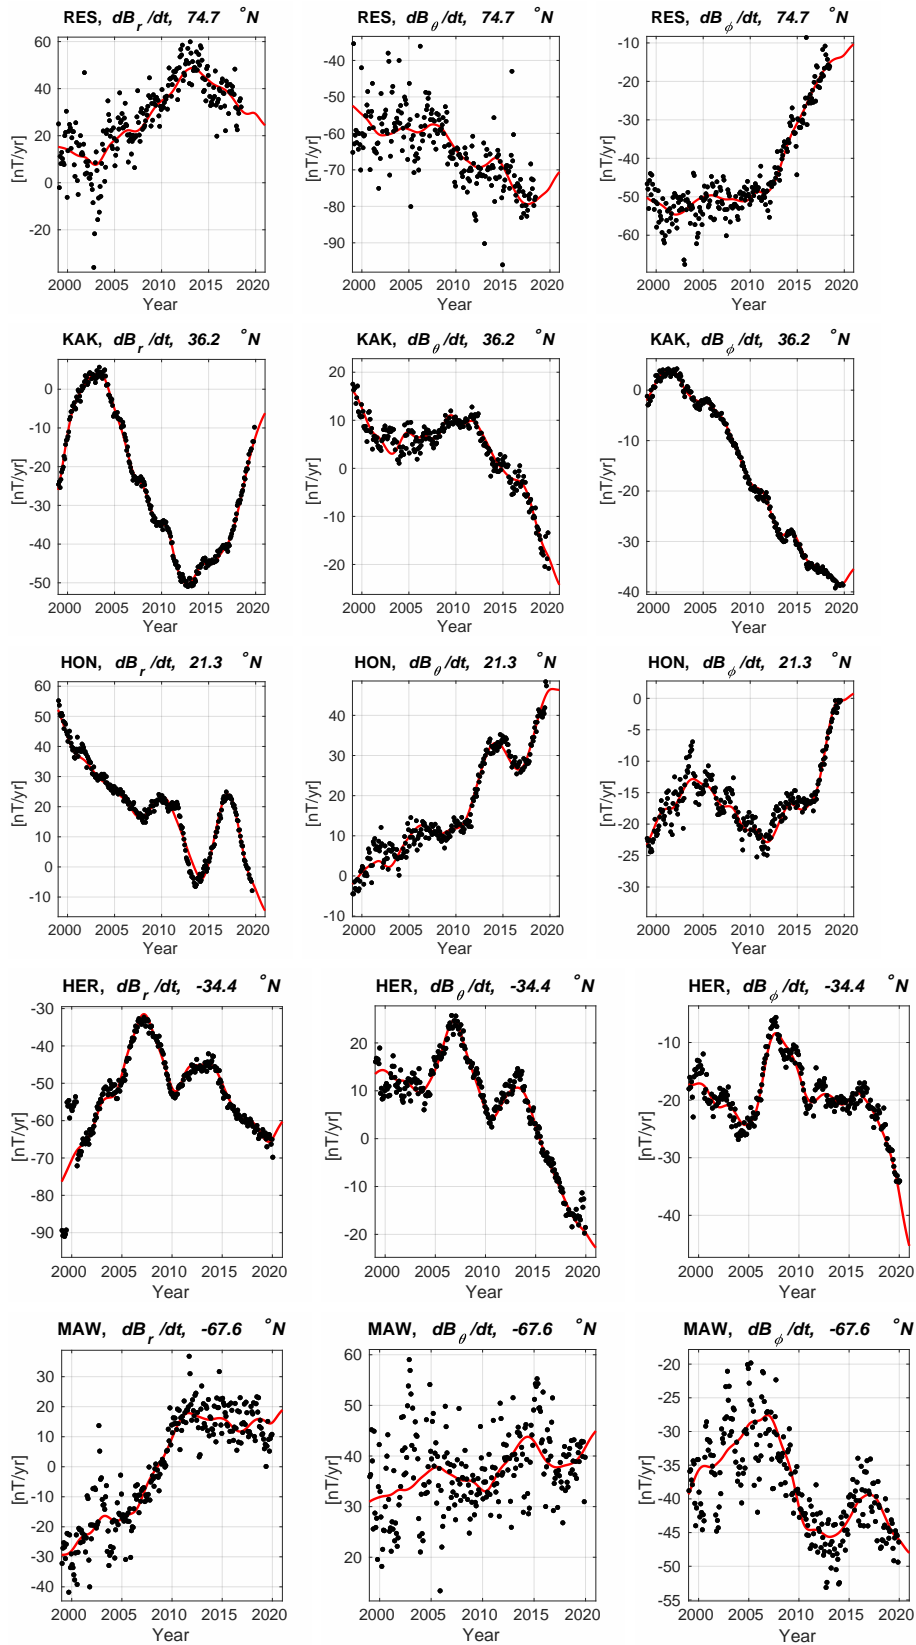 RES, dB_r/dt, 74.7 °N
RES, dB_θ/dt, 74.7 °N
RES, dB_ϕ/dt, 74.7 °N
[nT/yr]
60
40
20
0
-20
2000 2005 2010 2015 2020
Year
[nT/yr]
-40
-50
-60
-70
-80
-90
2000 2005 2010 2015 2020
Year
[nT/yr]
-10
-20
-30
-40
-50
-60
2000 2005 2010 2015 2020
Year
KAK, dB_r/dt, 36.2 °N
KAK, dB_θ/dt, 36.2 °N
KAK, dB_ϕ/dt, 36.2 °N
[nT/yr]
0
-10
-20
-30
-40
-50
2000 2005 2010 2015 2020
Year
[nT/yr]
20
10
0
-10
-20
2000 2005 2010 2015 2020
Year
[nT/yr]
0
-10
-20
-30
-40
2000 2005 2010 2015 2020
Year
HON, dB_r/dt, 21.3 °N
HON, dB_θ/dt, 21.3 °N
HON, dB_ϕ/dt, 21.3 °N
[nT/yr]
60
50
40
30
20
10
0
-10
2000 2005 2010 2015 2020
Year
[nT/yr]
40
30
20
10
0
-10
2000 2005 2010 2015 2020
Year
[nT/yr]
0
-5
-10
-15
-20
-25
-30
2000 2005 2010 2015 2020
Year
HER, dB_r/dt, -34.4 °N
HER, dB_θ/dt, -34.4 °N
HER, dB_ϕ/dt, -34.4 °N
[nT/yr]
-30
-40
-50
-60
-70
-80
-90
2000 2005 2010 2015 2020
Year
[nT/yr]
20
10
0
-10
-20
2000 2005 2010 2015 2020
Year
[nT/yr]
-10
-20
-30
-40
2000 2005 2010 2015 2020
Year
MAW, dB_r/dt, -67.6 °N
MAW, dB_θ/dt, -67.6 °N
MAW, dB_ϕ/dt, -67.6 °N
[nT/yr]
30
20
10
0
-10
-20
-30
-40
2000 2005 2010 2015 2020
Year
[nT/yr]
60
50
40
30
20
2000 2005 2010 2015 2020
Year
[nT/yr]
-20
-25
-30
-35
-40
-45
-50
-55
2000 2005 2010 2015 2020
Year